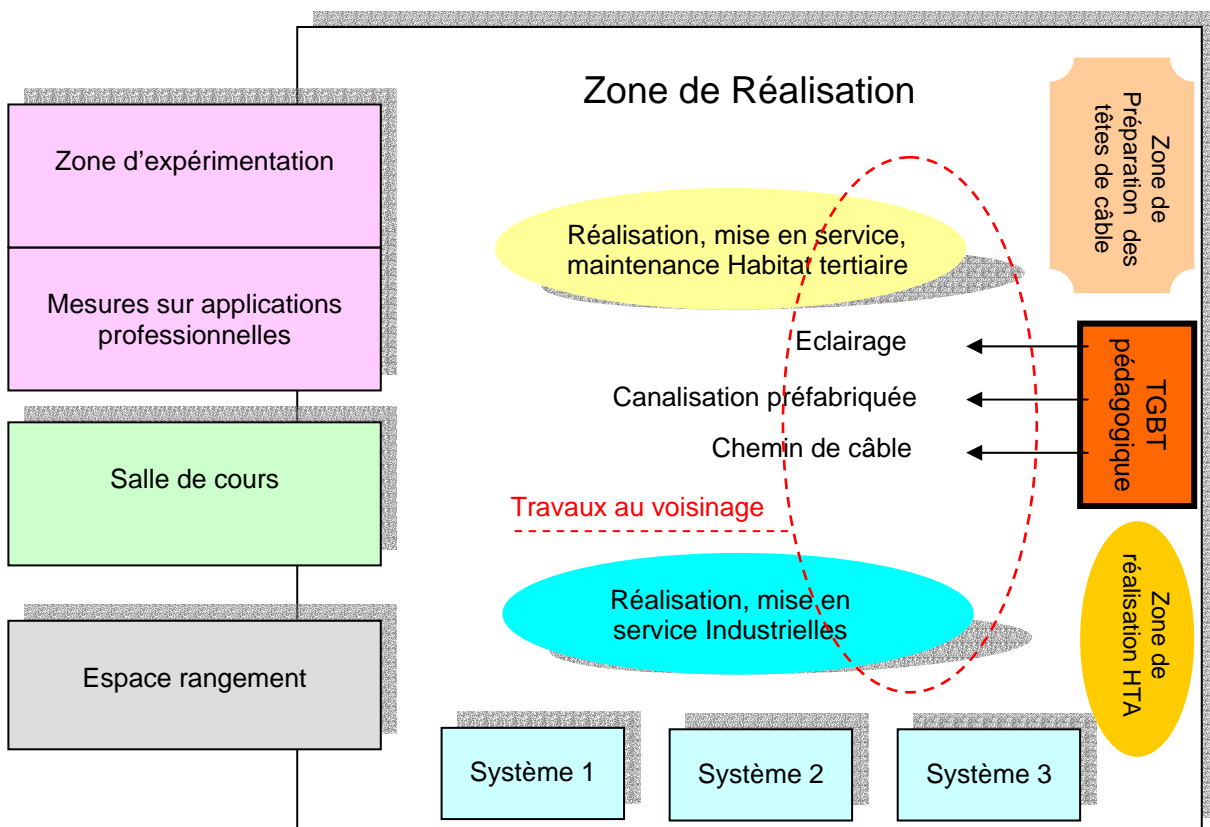 Zone de Réalisation
Zone d’expérimentation
Mesures sur applications
professionnelles
Salle de cours
Espace rangement
Réalisation, mise en service,
maintenance Habitat tertiaire
Eclairage
Canalisation préfabriquée
Chemin de câble
Travaux au voisinage
Réalisation, mise en
service Industrielles
Zone de
Préparation des
têtes de câble
TGBT
pédagogique
Zone de
réalisation HTA
Système 1
Système 2
Système 3